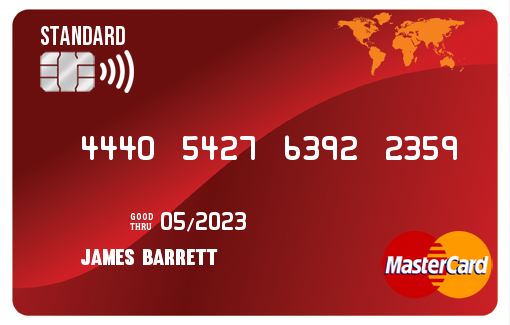 STANDARD
4440 5427 6392 2359
GOOD
THRU 05/2023
JAMES BARRETT
MasterCard